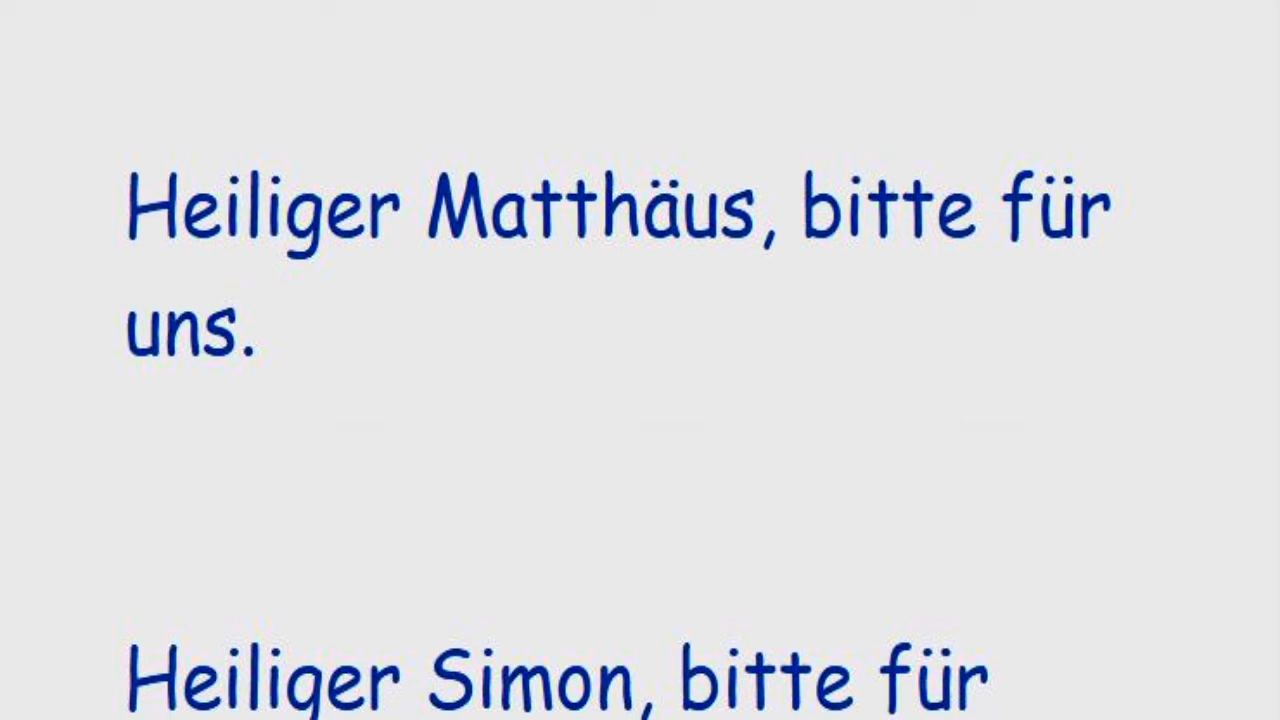 Heiliger Matthäus, bitte für
uns.
Heiliger Simon, bitte für